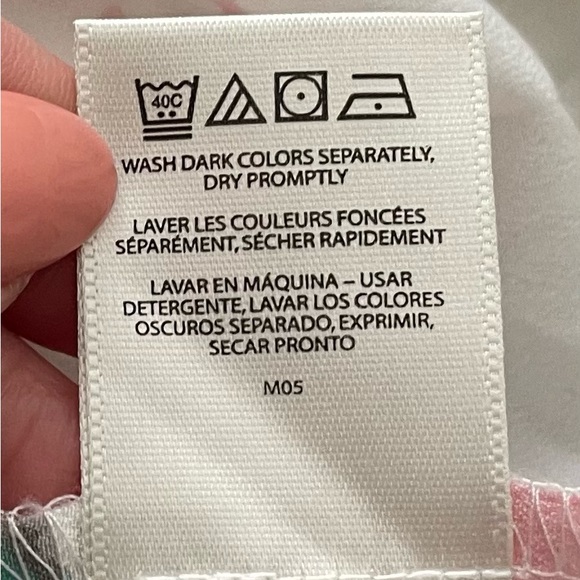 40C
WASH DARK COLORS SEPARATELY,
DRY PROMPTLY
LAVER LES COULEURS FONCÉES
SÉPARÉMENT, SÉCHER RAPIDEMENT
LAVAR EN MÁQUINA – USAR
DETERGENTE, LAVAR LOS COLORES
OSCUROS SEPARADO, EXPRIMIR,
SECAR PRONTO
M05